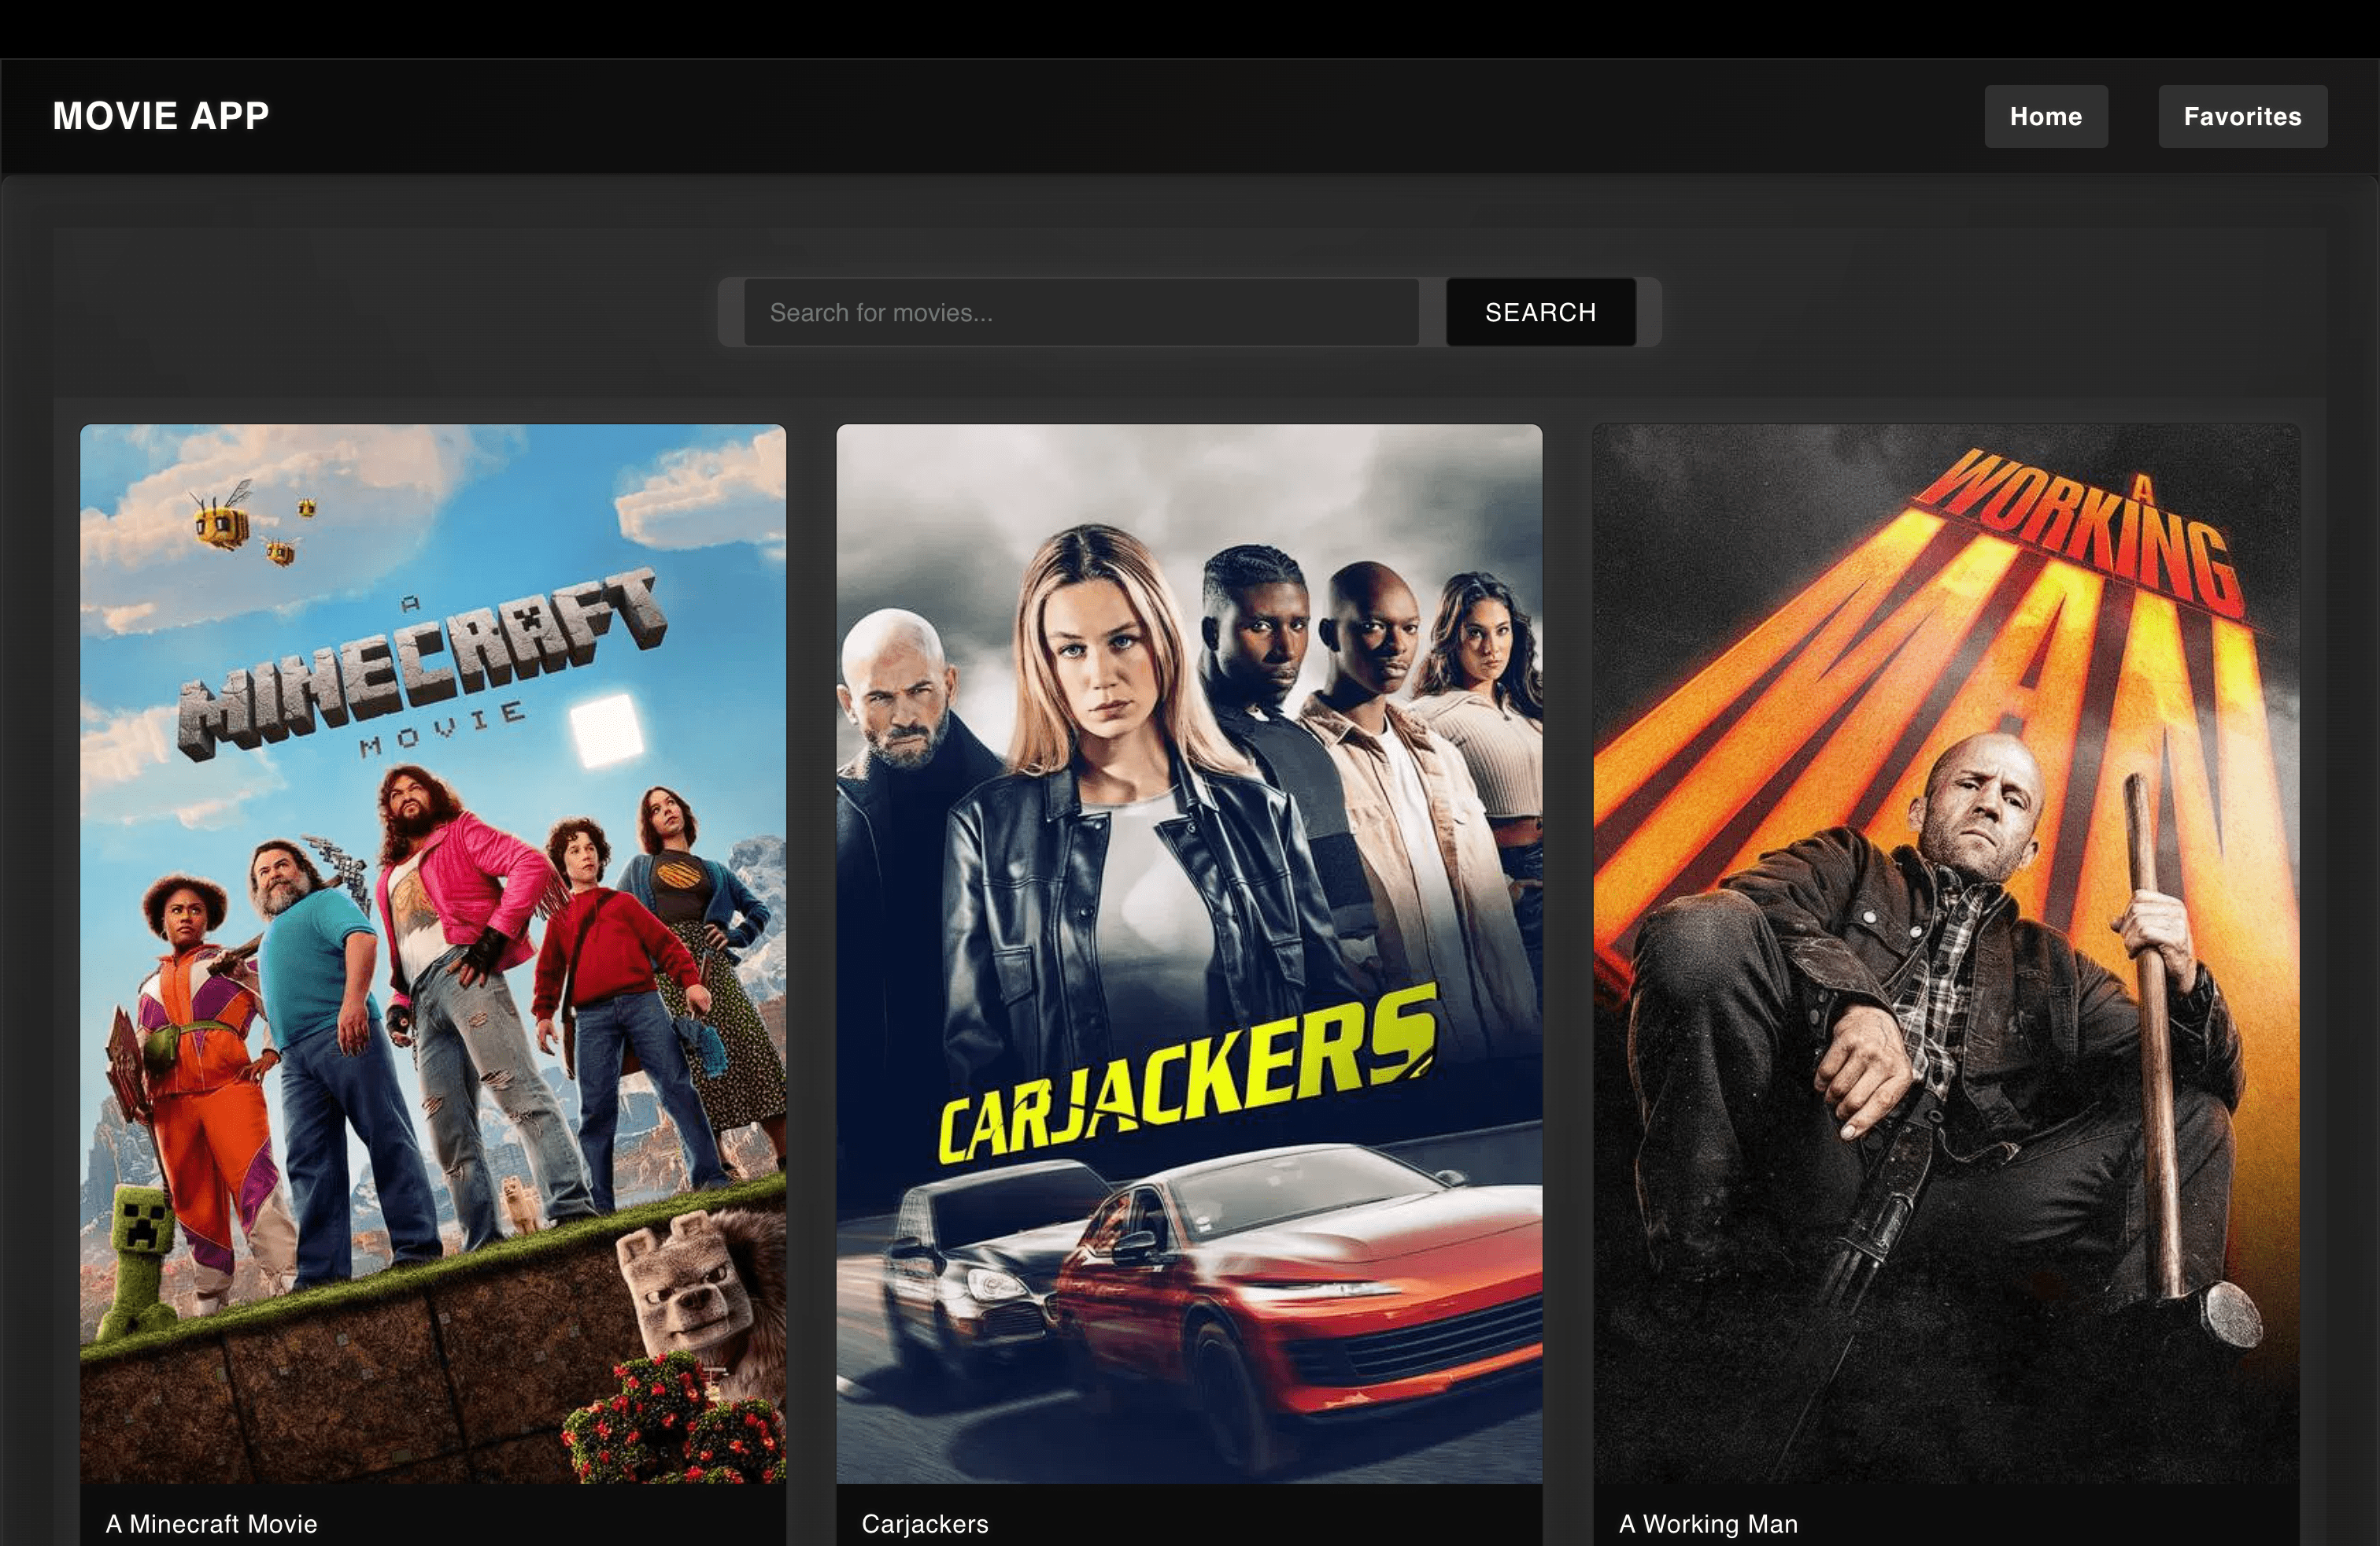 MOVIE APP
Home
Favorites
Search for movies...
SEARCH
A
MINECRAFT
MOVIE
CARJACKERS
A
WORKING
MAN
A Minecraft Movie
Carjackers
A Working Man